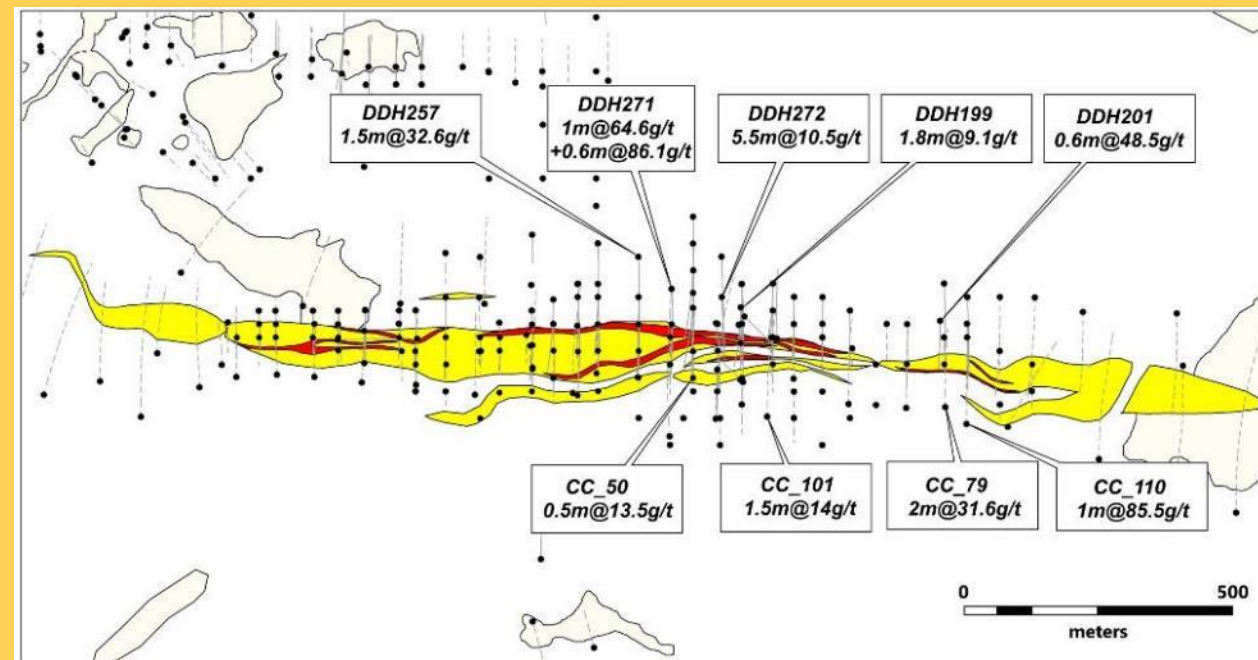 DDH257
1.5m@32.6g/t
DDH271
1m@64.6g/t
+0.6m@86.1g/t
DDH272
5.5m@10.5g/t
DDH199
1.8m@9.1g/t
DDH201
0.6m@48.5g/t
CC_50
0.5m@13.5g/t
CC_101
1.5m@14g/t
CC_79
2m@31.6g/t
CC_110
1m@85.5g/t
0 500
meters